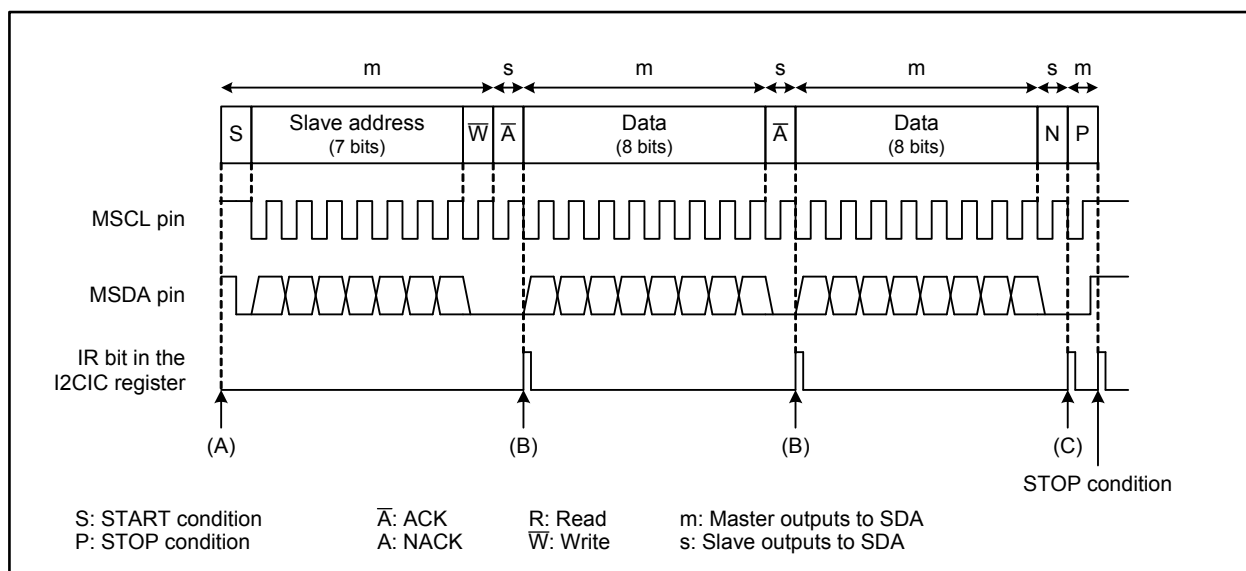 m s m s m s m
S Slave address (7 bits) W̅ A̅ Data (8 bits) A̅ Data (8 bits) N P
MSCL pin
MSDA pin
IR bit in the
I2CIC register
(A) (B) (B) (C)
STOP condition
S: START condition A̅: ACK R: Read m: Master outputs to SDA
P: STOP condition A: NACK W̅: Write s: Slave outputs to SDA